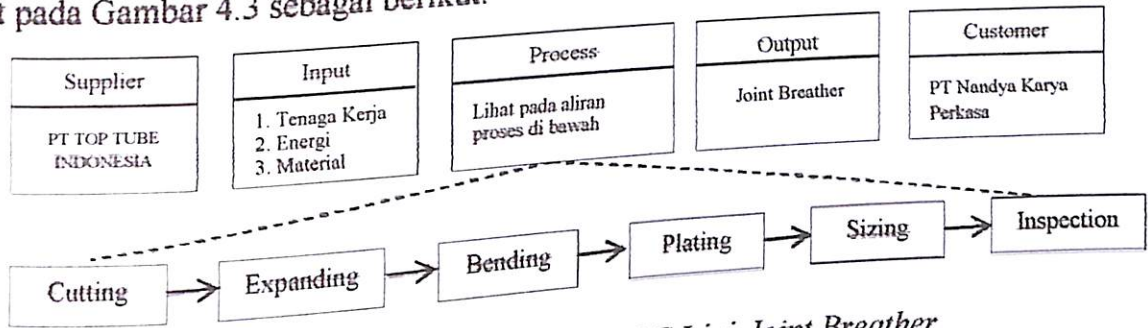 pada Gambar 4.3 sebagai berikut:
Supplier
PT TOP TUBE
INDONESIA
Input
1. Tenaga Kerja
2. Energi
3. Material
Process
Lihat pada aliran
proses di bawah
Output
Joint Breather
Customer
PT Nandya Karya
Perkasa
Cutting
Expanding
Bending
Plating
Sizing
Inspection
Joint Breather